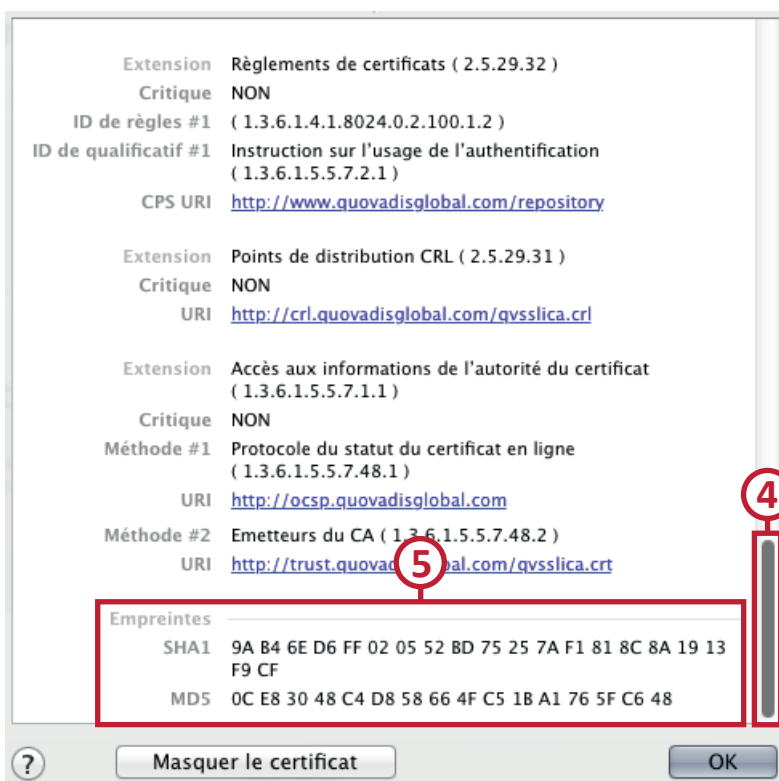 Extension Règlements de certificats ( 2.5.29.32 )
Critique NON
ID de règles #1 ( 1.3.6.1.4.1.8024.0.2.100.1.2 )
ID de qualificatif #1 Instruction sur l'usage de l'authentification
( 1.3.6.1.5.5.7.2.1 )
CPS URI http://www.quovadisglobal.com/repository
Extension Points de distribution CRL ( 2.5.29.31 )
Critique NON
URI http://crl.quovadisglobal.com/qvsslica.crl
Extension Accès aux informations de l'autorité du certificat
( 1.3.6.1.5.5.7.1.1 )
Critique NON
Méthode #1 Protocole du statut du certificat en ligne
( 1.3.6.1.5.5.7.48.1 )
URI http://ocsp.quovadisglobal.com
4
Méthode #2 Emetteurs du CA ( 1.3.6.1.5.5.7.48.2 )
URI http://trust.quovad bal.com/qvsslica.crt
5
Empreintes
SHA1 9A B4 6E D6 FF 02 05 52 BD 75 25 7A F1 81 8C 8A 19 13
F9 CF
MD5 0C E8 30 48 C4 D8 58 66 4F C5 1B A1 76 5F C6 48
? Masquer le certificat OK